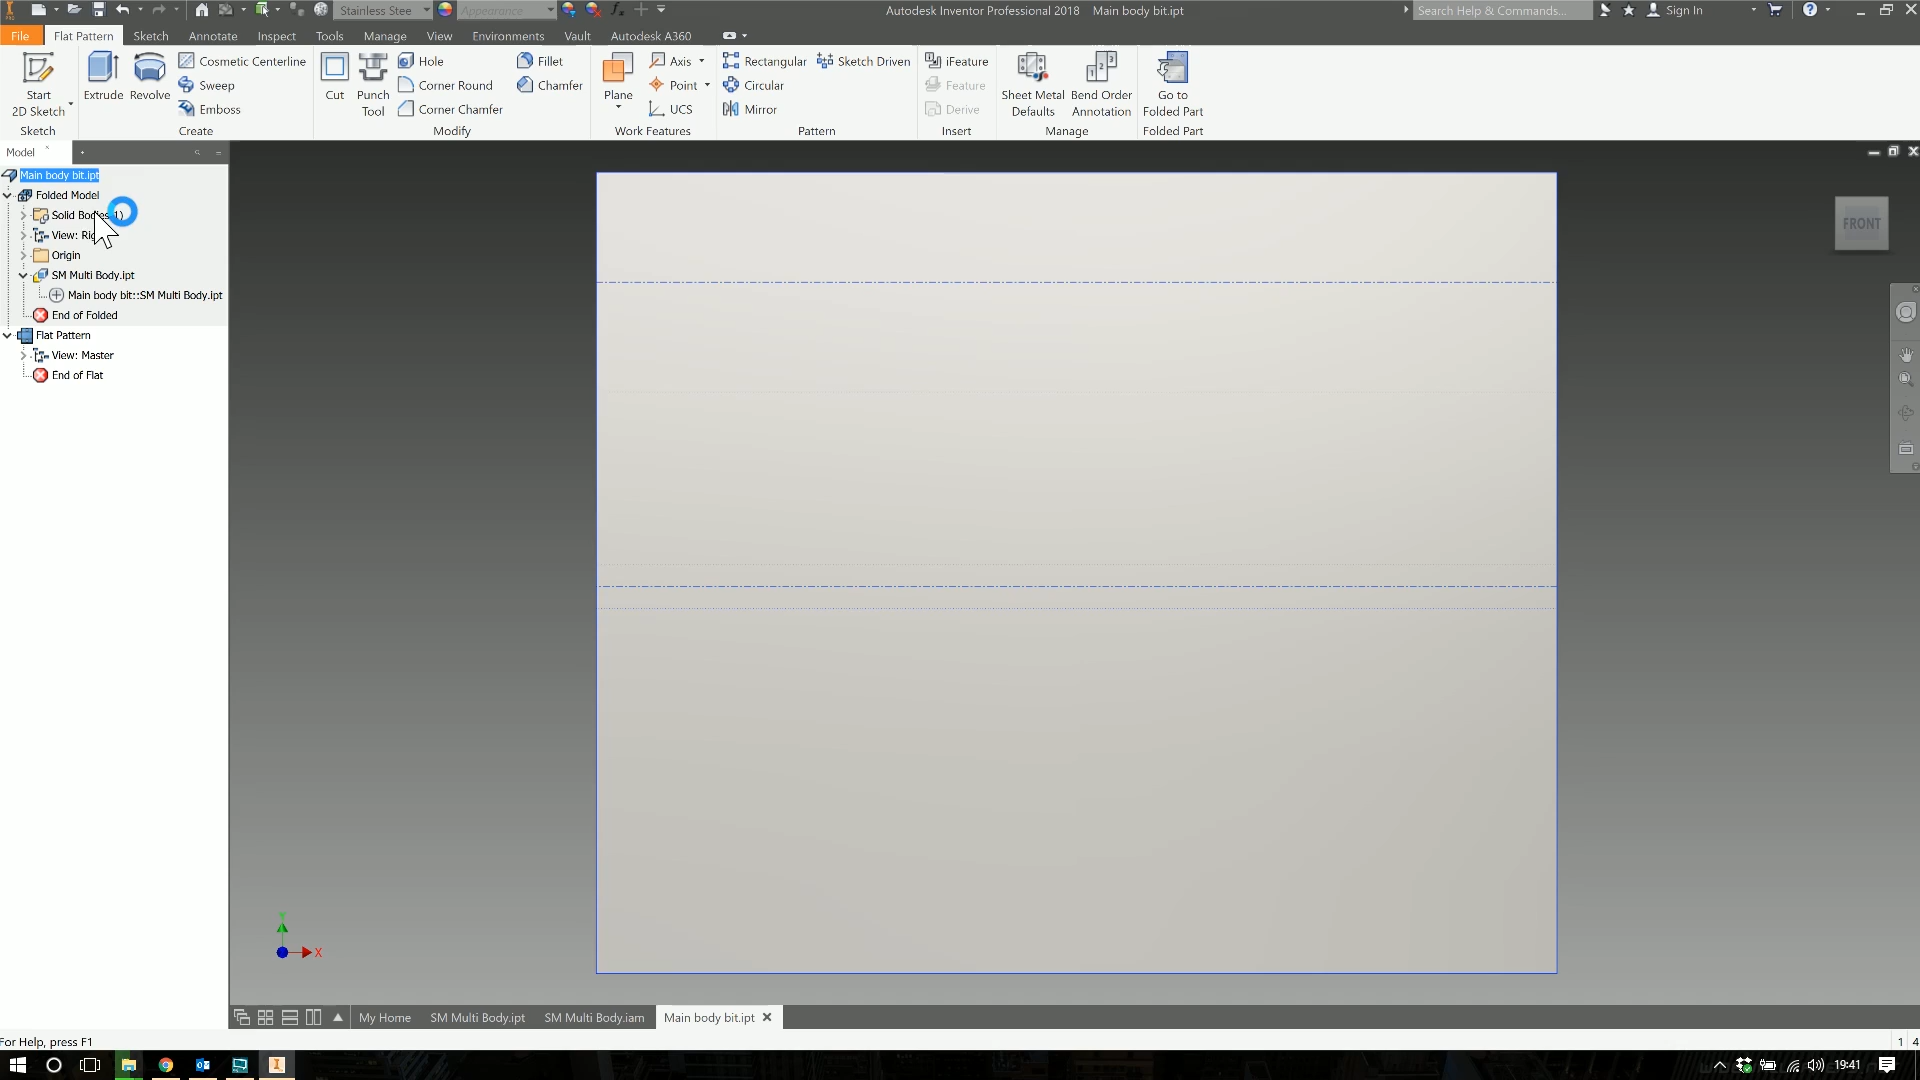 Stainless Stee
Appearance
Autodesk Inventor Professional 2018 Main body bit.ipt
Search Help & Commands...
Sign In
File
Flat Pattern
Sketch
Annotate
Inspect
Tools
Manage
View
Environments
Vault
Autodesk A360
Start
2D Sketch
Sketch
Extrude
Revolve
Cosmetic Centerline
Sweep
Emboss
Create
Cut
Punch
Tool
Hole
Corner Round
Corner Chamfer
Fillet
Chamfer
Modify
Plane
Axis
Point
UCS
Work Features
Rectangular
Circular
Mirror
Sketch Driven
Pattern
iFeature
Feature
Derive
Insert
Sheet Metal
Defaults
Bend Order
Annotation
Manage
Go to
Folded Part
Folded Part
Model
Main body bit.ipt
Folded Model
Solid
View:
Origin
SM Multi Body.ipt
Main body bit::SM Multi Body.ipt
End of Folded
Flat Pattern
View: Master
End of Flat
FRONT
Y
X
My Home
SM Multi Body.ipt
SM Multi Body.iam
Main body bit.ipt
For Help, press F1
1 4
19:41